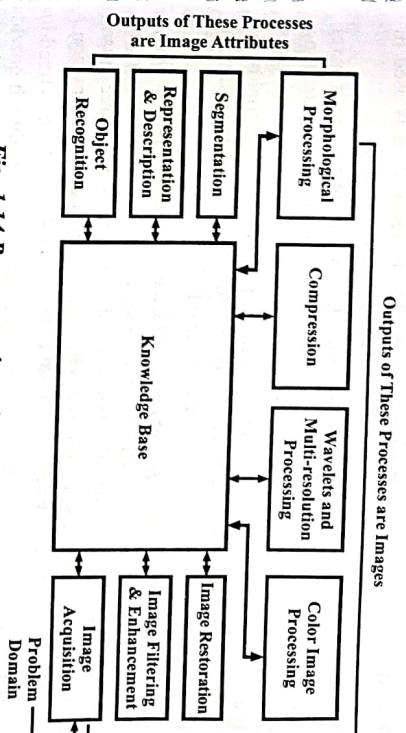 Outputs of These Processes
are Image Attributes
Outputs of These Processes are Images
Morphological
Processing
Compression
Wavelets and
Multi-resolution
Processing
Color Image
Processing
Segmentation
Representation
& Description
Object
Recognition
Knowledge Base
Image Restoration
Image Filtering
& Enhancement
Image
Acquisition
Problem
Domain